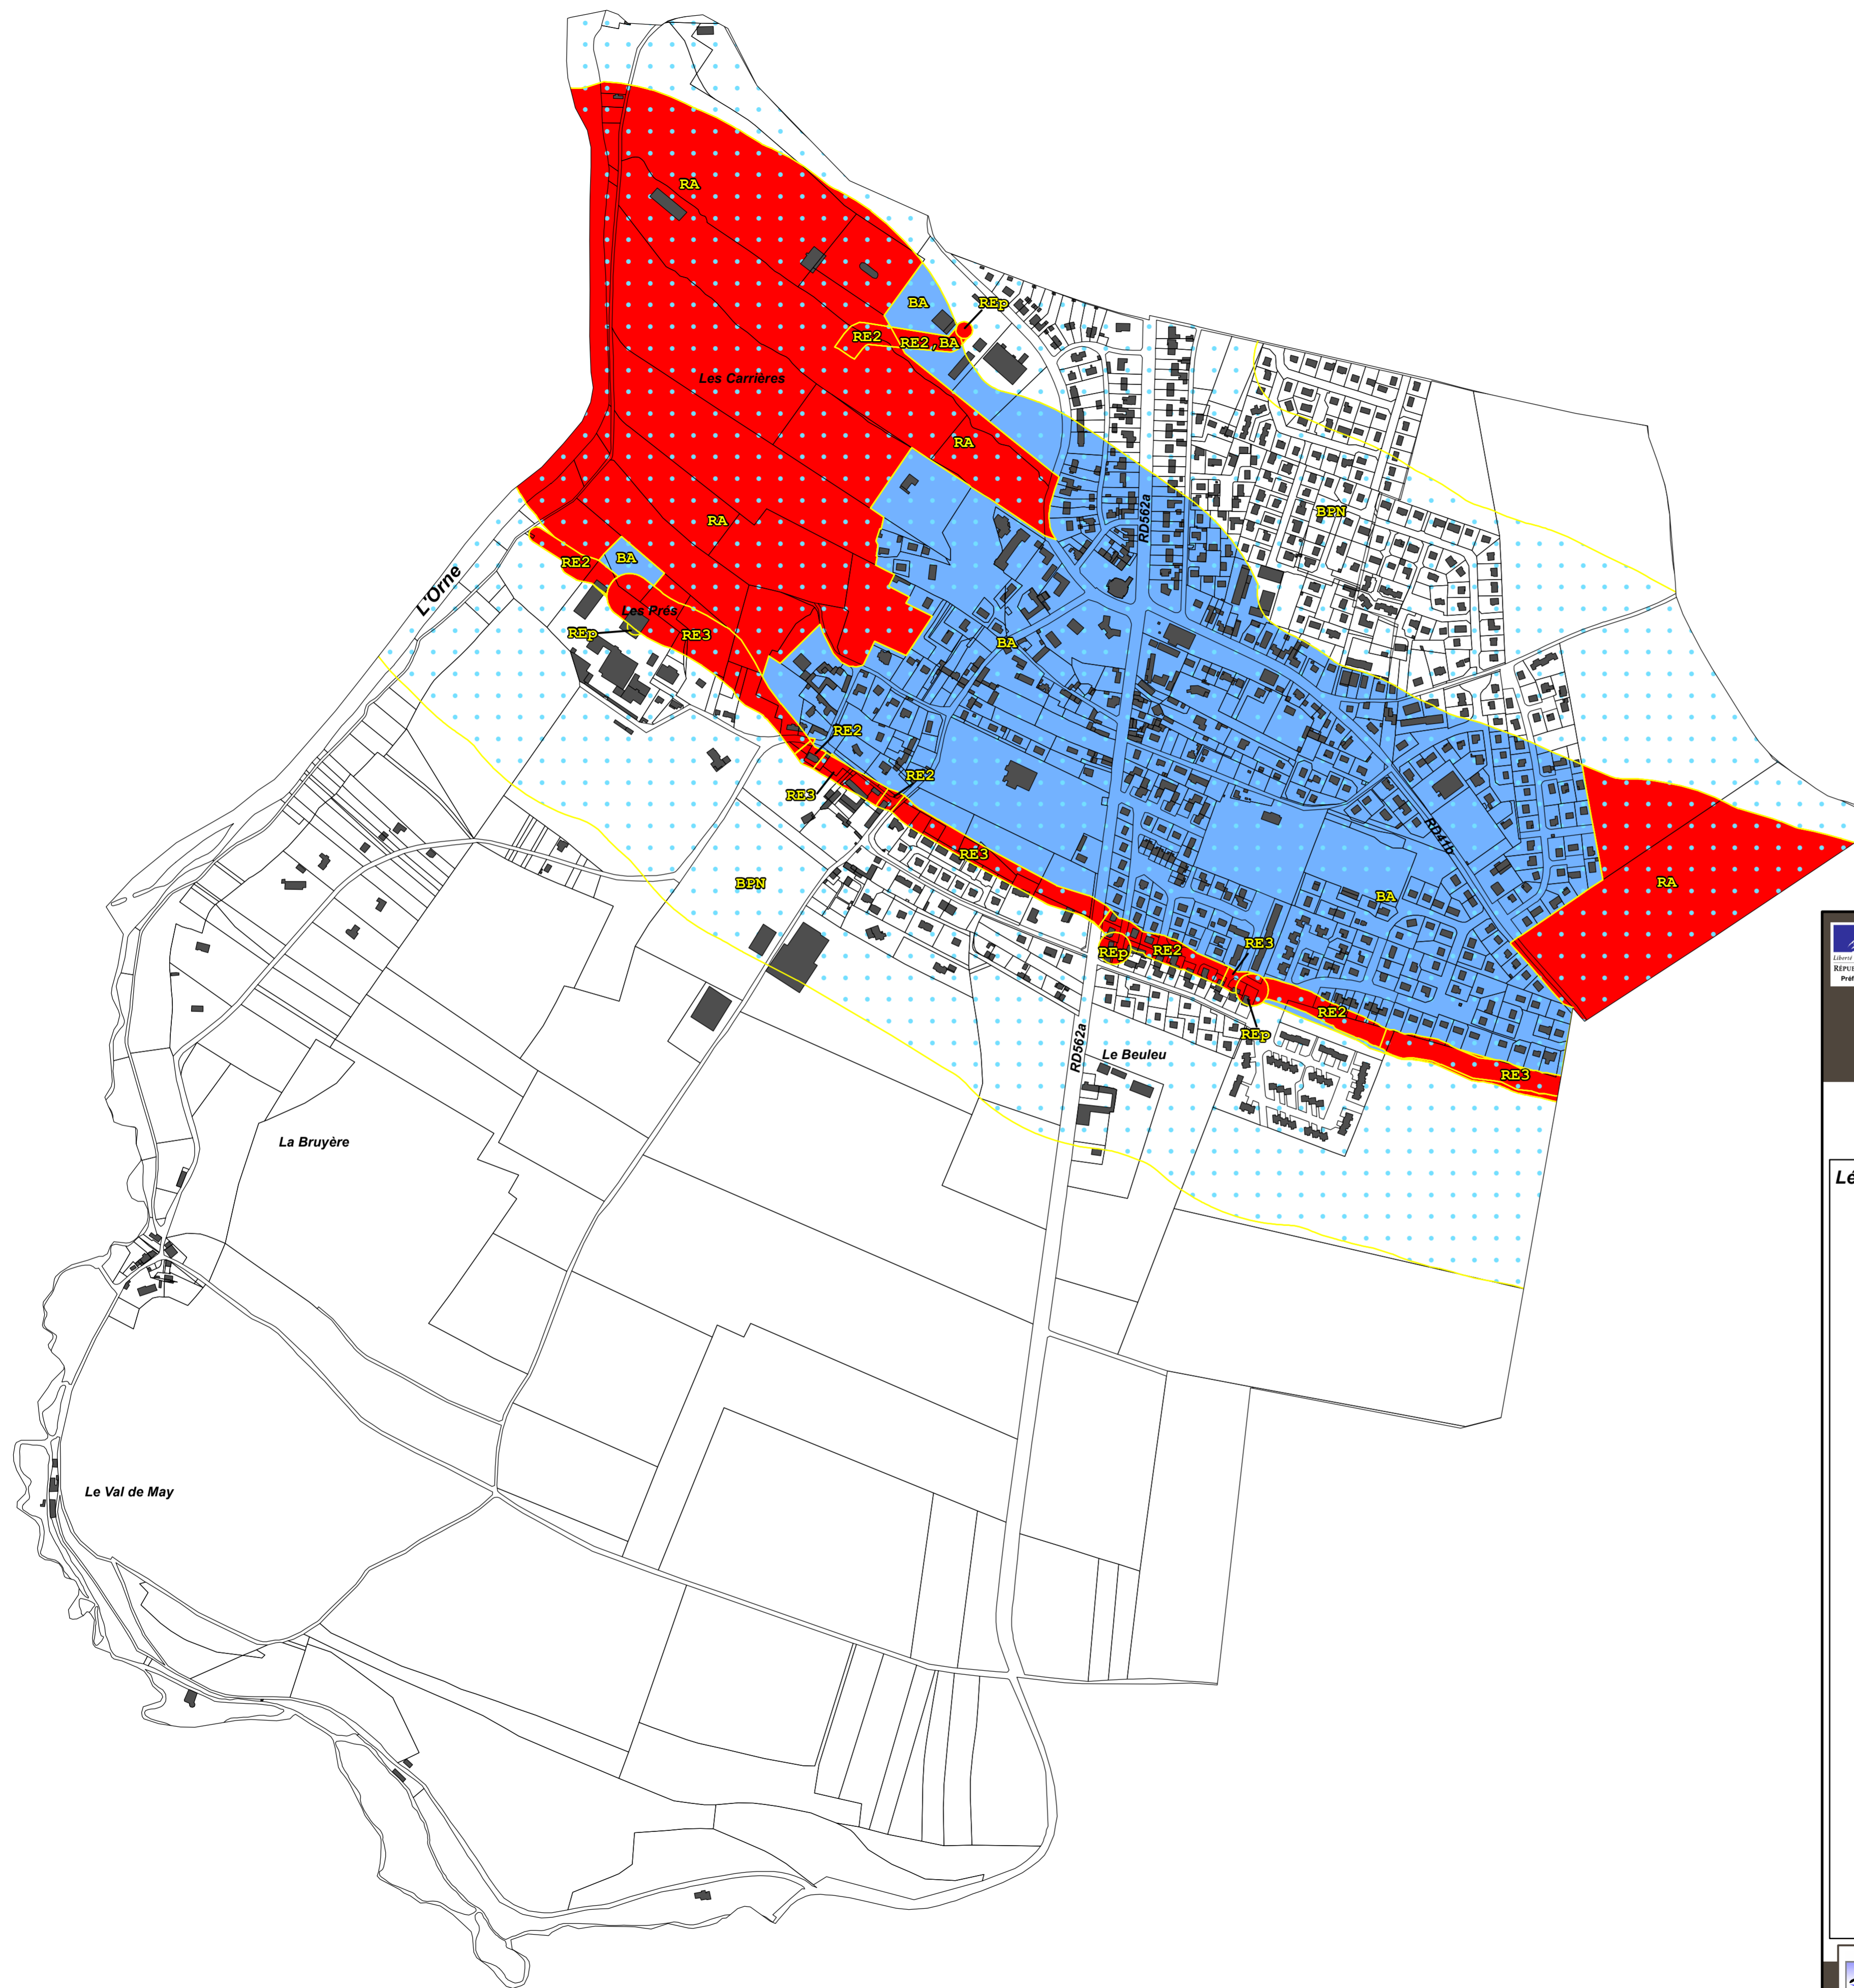 RA
BA
REp
RE2
RE2,BA
Les Carrières
RA
RD562a
BPN
RA
RE2
BA
L'Orne
Les Prés
REp
RE3
BA
RE2
RE2
RE3
RD41b
RE3
BPN
RA
BA
REp
RE2
RE3
RE2
REp
RD562a
Le Beuleu
RE3
La Bruyère
Le Val de May
Liberté
Lé